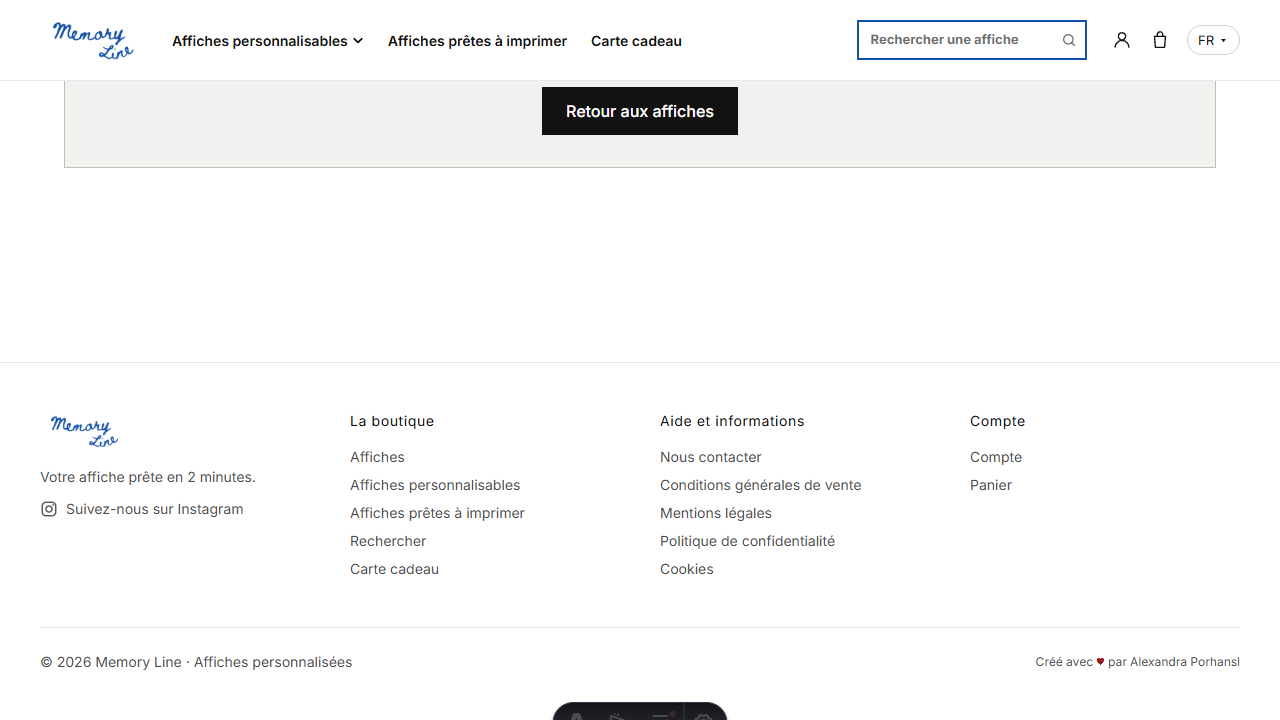 Memory Line
Affiches personnalisables
Affiches prêtes à imprimer
Carte cadeau
Rechercher une affiche
FR
Retour aux affiches
Memory Line
Votre affiche prête en 2 minutes.
Suivez-nous sur Instagram
La boutique
Affiches
Affiches personnalisables
Affiches prêtes à imprimer
Rechercher
Carte cadeau
Aide et informations
Nous contacter
Conditions générales de vente
Mentions légales
Politique de confidentialité
Cookies
Compte
Compte
Panier
© 2026 Memory Line · Affiches personnalisées
Créé avec ♥ par Alexandra Porhansl